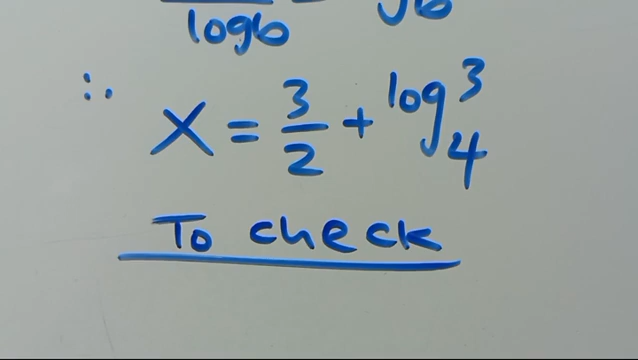 log6
∴ x = 3/2 + log₄³
To check